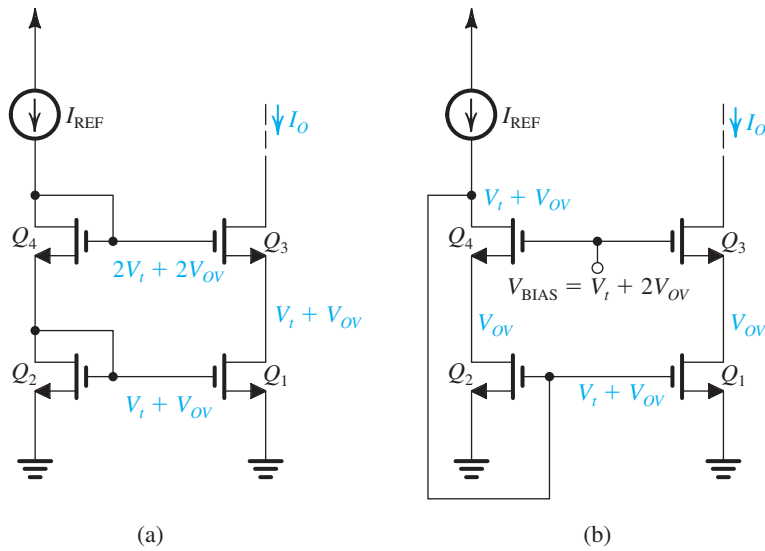 I_REF
I_O
Q_4
Q_3
2V_t + 2V_OV
V_t + V_OV
Q_2
Q_1
V_t + V_OV
(a)
I_REF
I_O
V_t + V_OV
Q_4
Q_3
V_BIAS = V_t + 2V_OV
V_OV
V_OV
Q_2
Q_1
V_t + V_OV
(b)